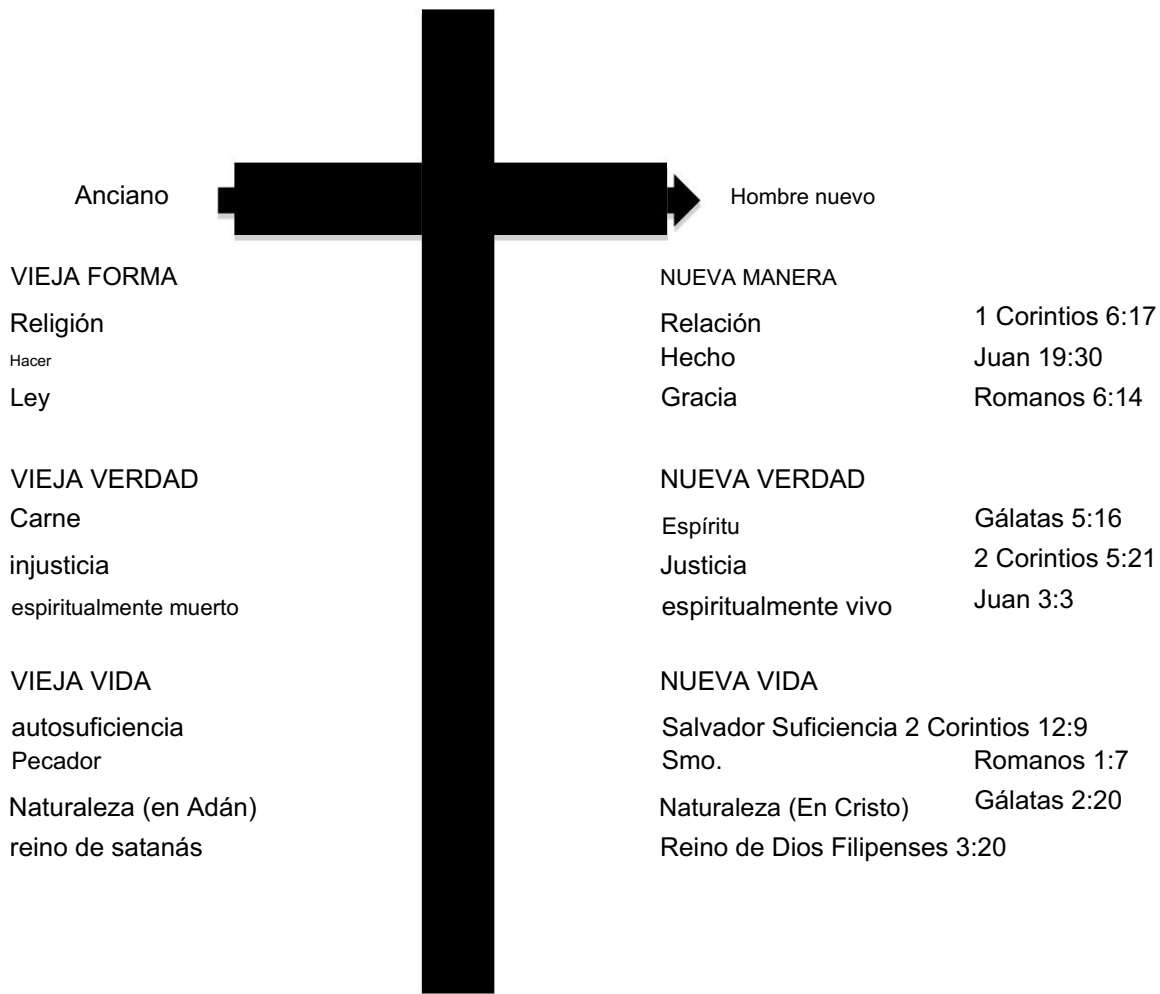 Anciano
Hombre nuevo
VIEJA FORMA
Religión
Hacer
Ley
VIEJA VERDAD
Carne
injusticia
espiritualmente muerto
VIEJA VIDA
autosuficiencia
Pecador
Naturaleza (en Adán)
reino de satanás
NUEVA MANERA
Relación 1 Corintios 6:17
Hecho Juan 19:30
Gracia Romanos 6:14
NUEVA VERDAD
Espíritu Gálatas 5:16
Justicia 2 Corintios 5:21
espiritualmente vivo Juan 3:3
NUEVA VIDA
Salvador Suficiencia 2 Corintios 12:9
Smo. Romanos 1:7
Naturaleza (En Cristo) Gálatas 2:20
Reino de Dios Filipenses 3:20